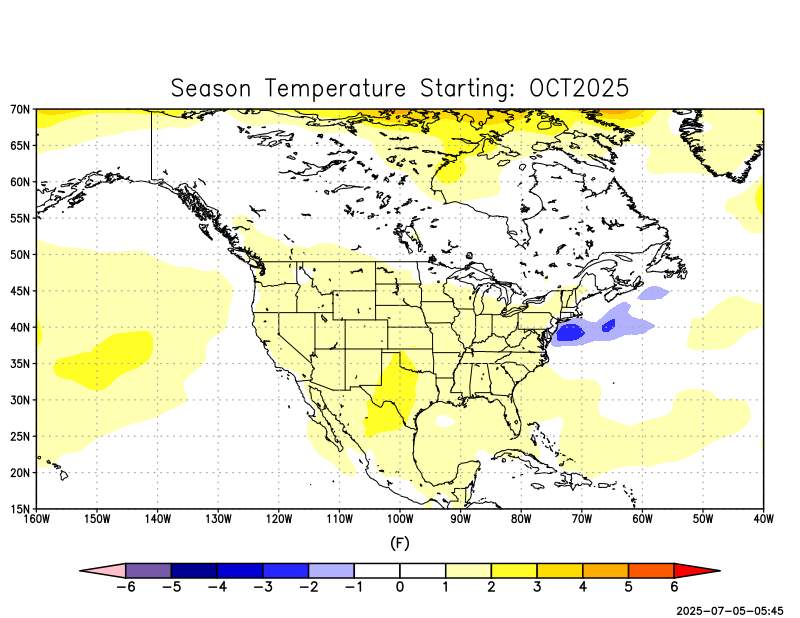 Season Temperature Starting: OCT2025
70N
65N
60N
55N
50N
45N
40N
35N
30N
25N
20N
15N
160W 150W 140W 130W 120W 110W 100W 90W 80W 70W 60W 50W 40W
(F)
−6 −5 −4 −3 −2 −1 0 1 2 3 4 5 6
2025-07-05-05:45